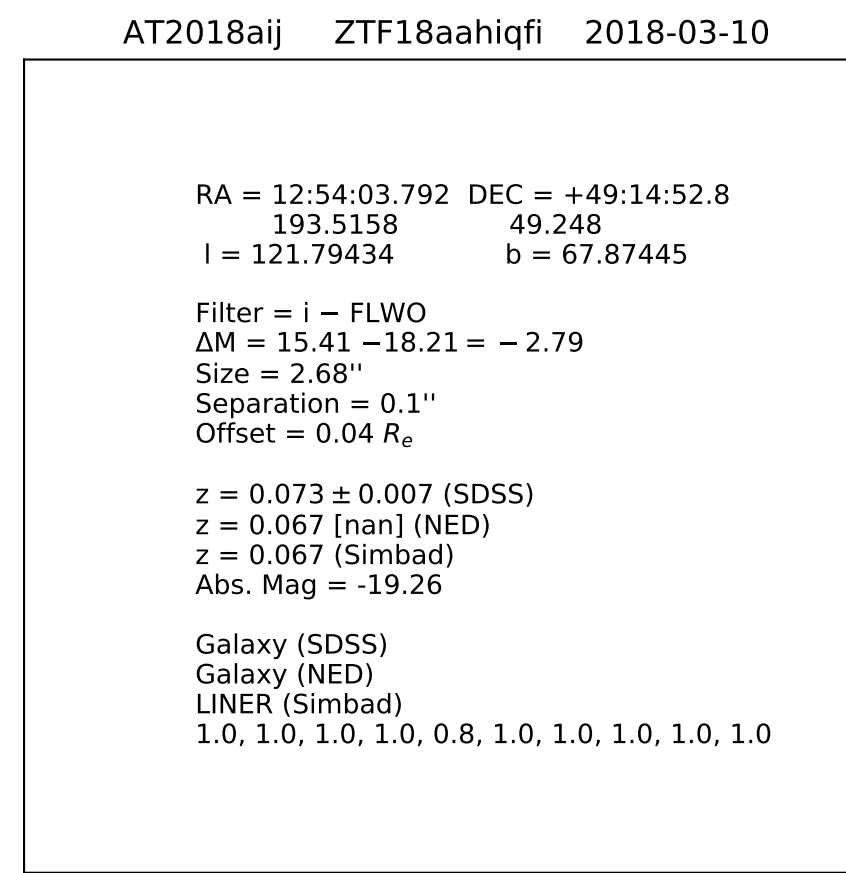 AT2018aij ZTF18aahiqfi 2018-03-10
RA = 12:54:03.792 DEC = +49:14:52.8
193.5158 49.248
l = 121.79434 b = 67.87445
Filter = i − FLWO
ΔM = 15.41 −18.21 = − 2.79
Size = 2.68''
Separation = 0.1''
Offset = 0.04 Re
z = 0.073 ± 0.007 (SDSS)
z = 0.067 [nan] (NED)
z = 0.067 (Simbad)
Abs. Mag = -19.26
Galaxy (SDSS)
Galaxy (NED)
LINER (Simbad)
1.0, 1.0, 1.0, 1.0, 0.8, 1.0, 1.0, 1.0, 1.0, 1.0